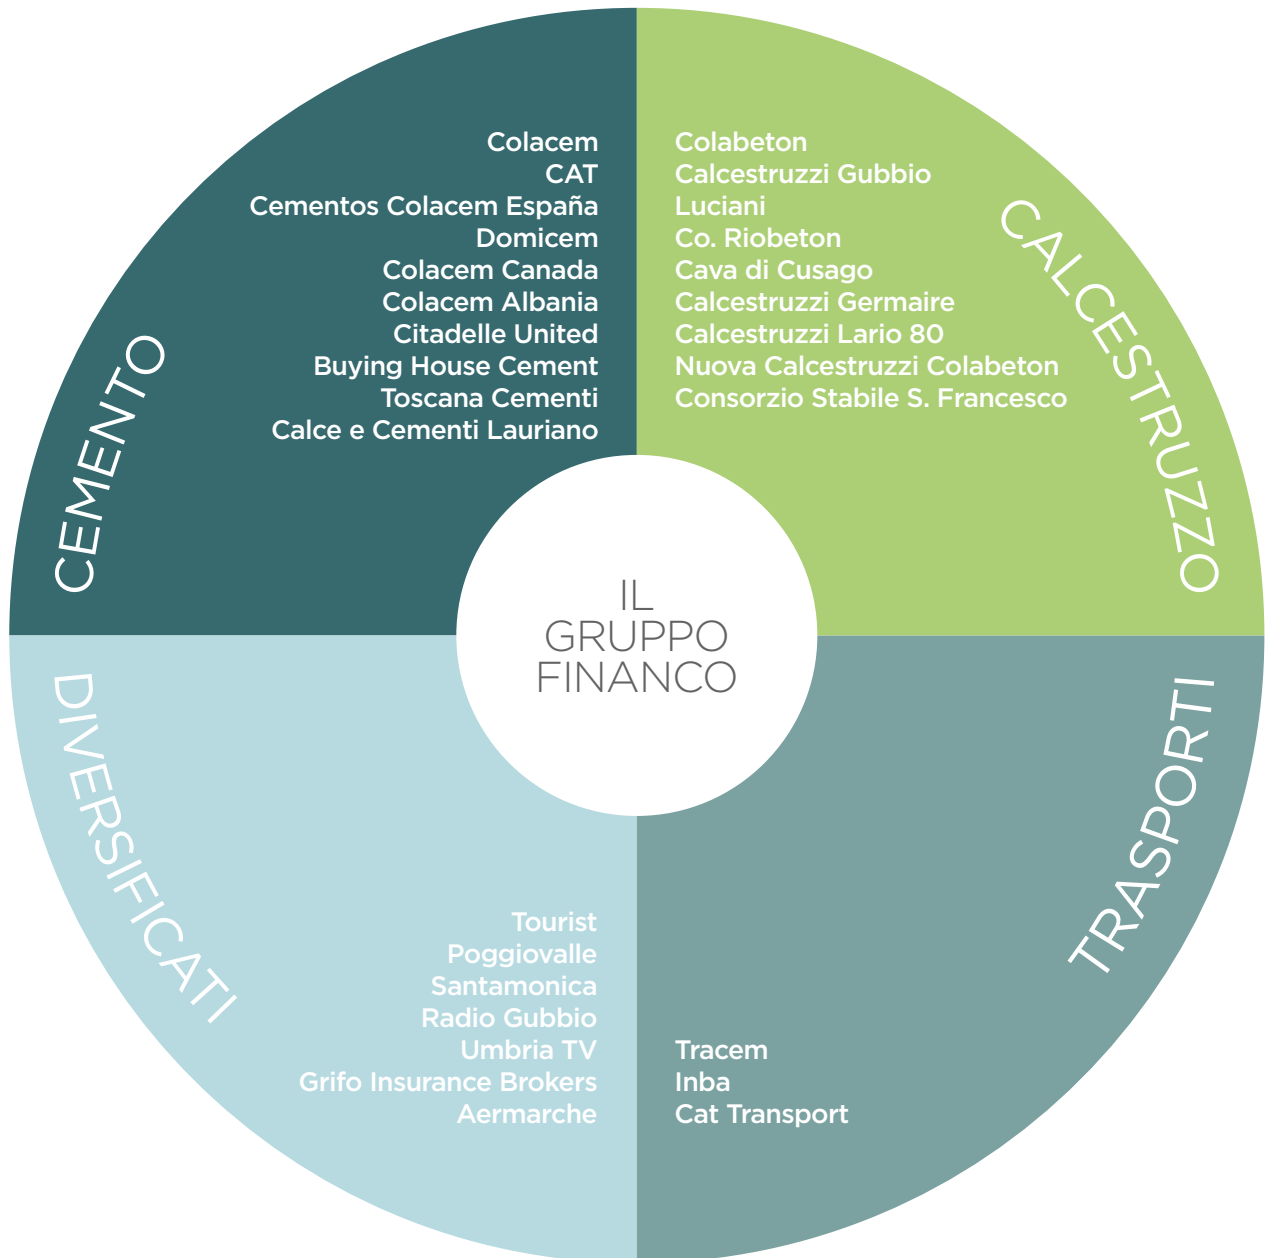 CEMENTO
Colacem
CAT
Cementos Colacem España
Domicem
Colacem Canada
Colacem Albania
Citadelle United
Buying House Cement
Toscana Cementi
Calce e Cementi Lauriano
CALCESTRUZZO
Colabeton
Calcestruzzi Gubbio
Luciani
Co. Riobeton
Cava di Cusago
Calcestruzzi Germaire
Calcestruzzi Lario 80
Nuova Calcestruzzi Colabeton
Consorzio Stabile S. Francesco
IL
GRUPPO
FINANCO
DIVERSIFICATI
Tourist
Poggiovalle
Santamonica
Radio Gubbio
Umbria TV
Grifo Insurance Brokers
Aermarche
TRASPORTI
Tracem
Inba
Cat Transport